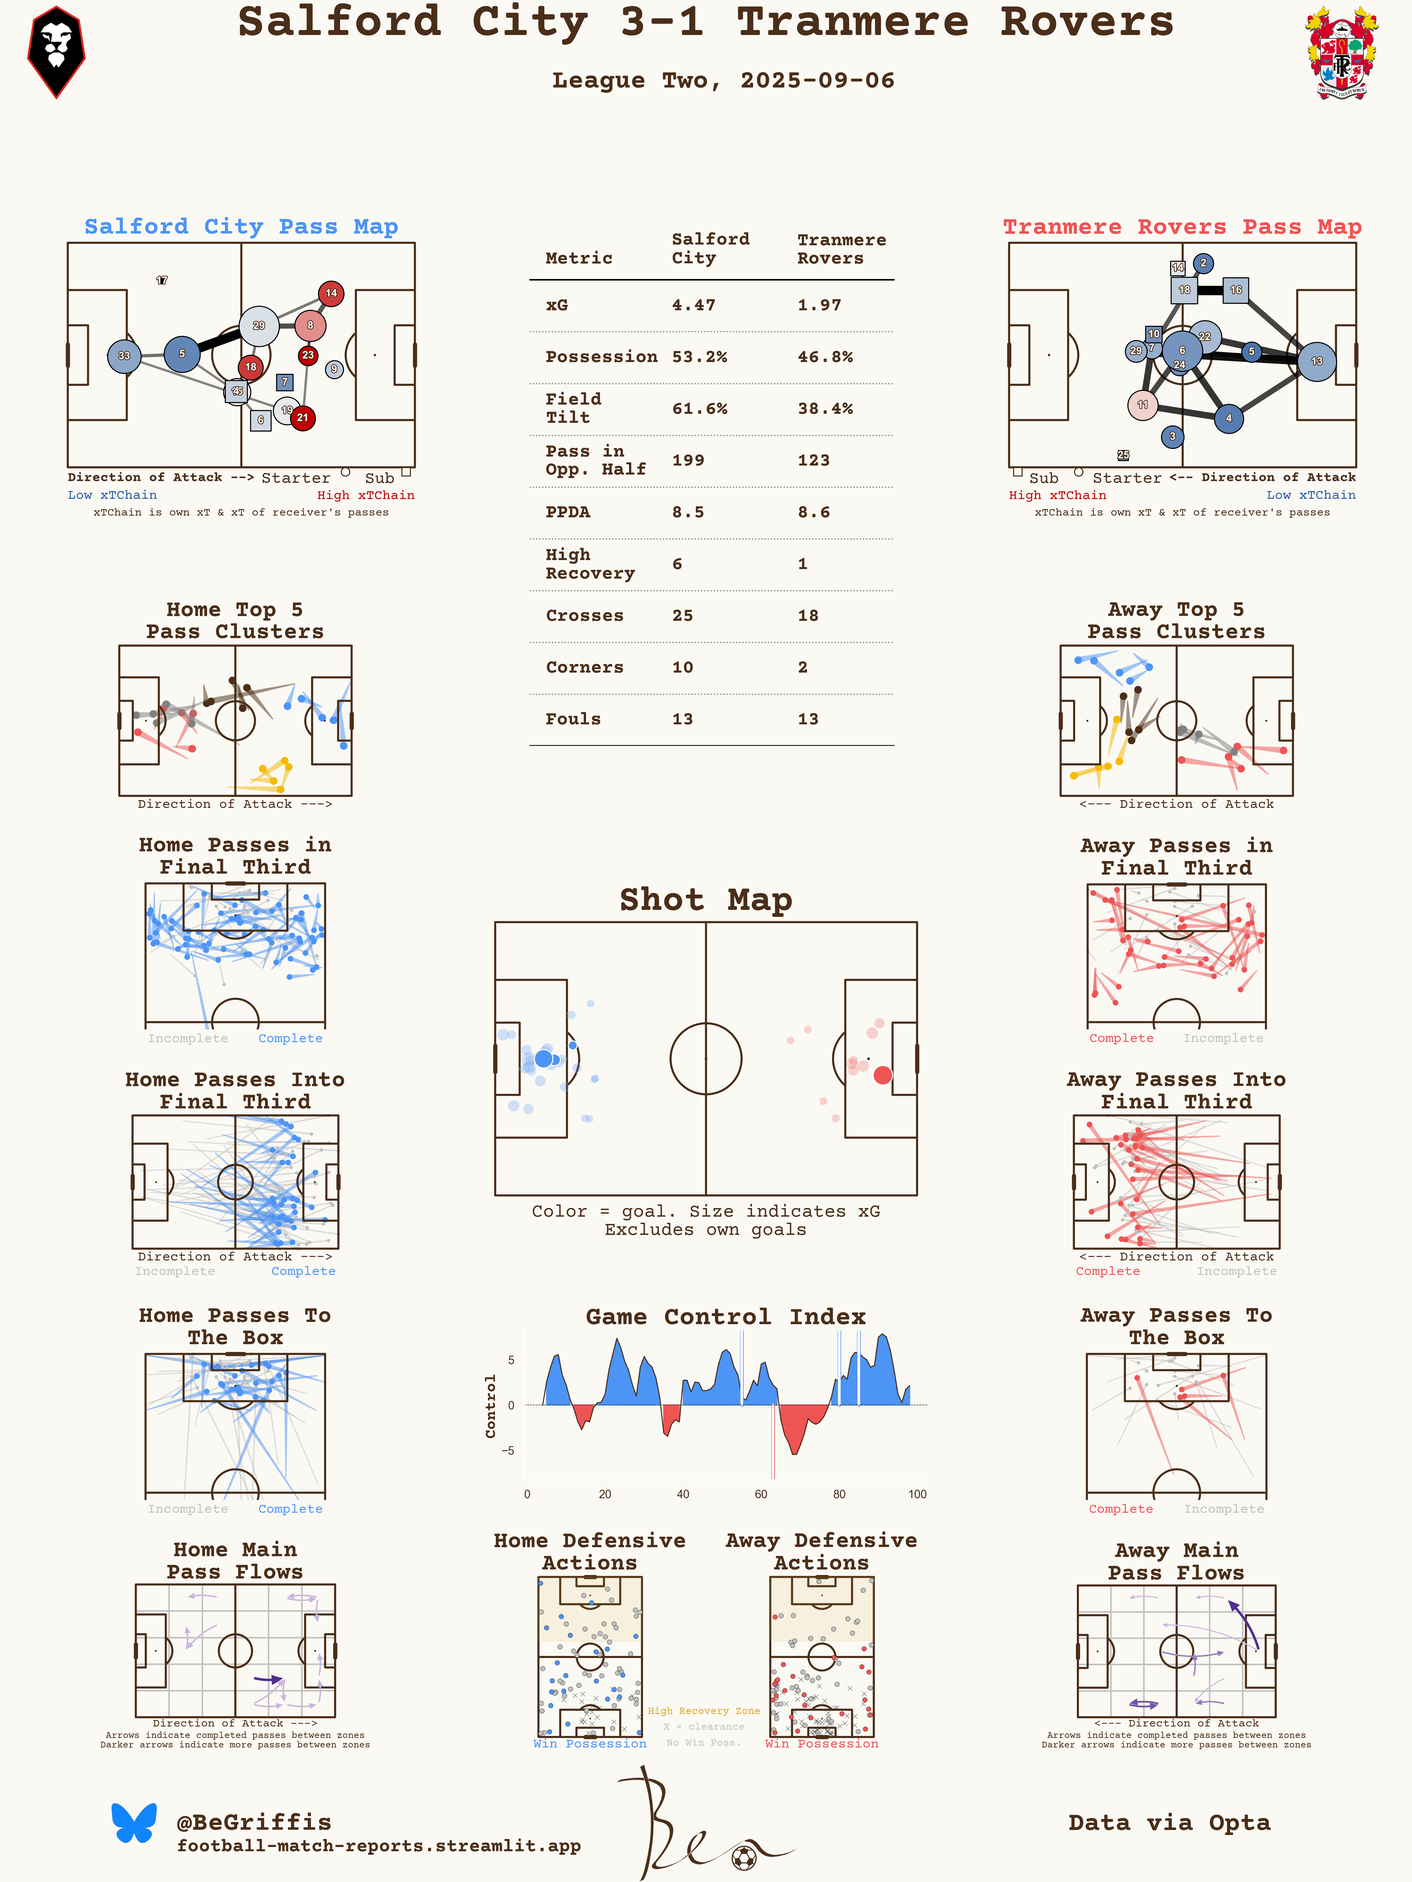 Salford City 3-1 Tranmere Rovers
League Two, 2025-09-06
Salford City Pass Map
17
14
29
8
33
5
23
18
9
7
15
19
6
21
Direction of Attack --> Starter Sub
Low xTChain High xTChain
xTChain is own xT & xT of receiver's passes
Metric Salford City Tranmere Rovers
xG 4.47 1.97
Possession 53.2% 46.8%
Field Tilt 61.6% 38.4%
Pass in Opp. Half 199 123
PPDA 8.5 8.6
High Recovery 6 1
Crosses 25 18
Corners 10 2
Fouls 13 13
Tranmere Rovers Pass Map
14
2
18
16
10
22
29
7
6
5
13
24
11
4
3
25
Sub Starter <-- Direction of Attack
High xTChain Low xTChain
xTChain is own xT & xT of receiver's passes
Home Top 5
Pass Clusters
Direction of Attack --->
Away Top 5
Pass Clusters
<--- Direction of Attack
Home Passes in
Final Third
Incomplete Complete
Away Passes in
Final Third
Complete Incomplete
Shot Map
Color = goal. Size indicates xG
Excludes own goals
Home Passes Into
Final Third
Direction of Attack --->
Incomplete Complete
Away Passes Into
Final Third
<--- Direction of Attack
Complete Incomplete
Home Passes To
The Box
Incomplete Complete
Game Control Index
Control
5
0
−5
0 20 40 60 80 100
Away Passes To
The Box
Complete Incomplete
Home Main
Pass Flows
Direction of Attack --->
Arrows indicate completed passes between zones
Darker arrows indicate more passes between zones
Home Defensive
Actions
Win Possession
High Recovery Zone
X = clearance
No Win Poss.
Away Defensive
Actions
Win Possession
Away Main
Pass Flows
<--- Direction of Attack
Arrows indicate completed passes between zones
Darker arrows indicate more passes between zones
@BeGriffis
football-match-reports.streamlit.app
Ben
Data via Opta